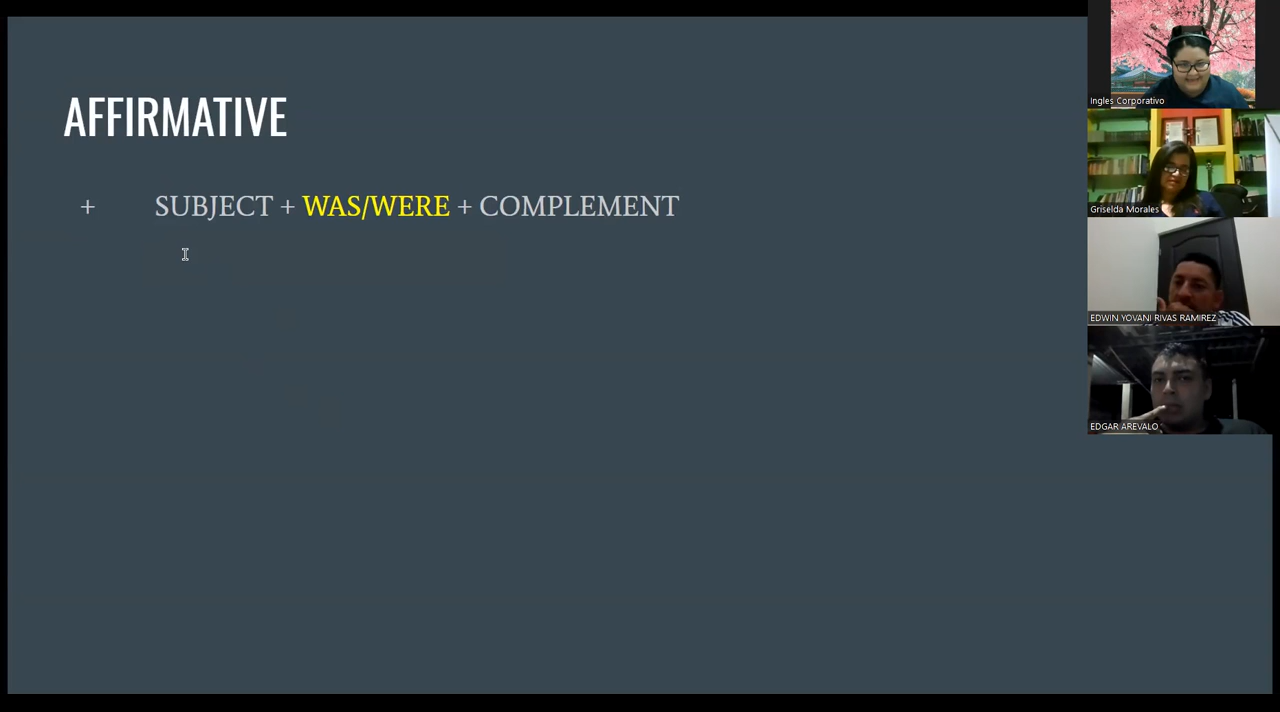 AFFIRMATIVE
+ SUBJECT + WAS/WERE + COMPLEMENT
Ingles Corporativo
Griselda Morales
EDWIN YOVANI RIVAS RAMIREZ
EDGAR AREVALO